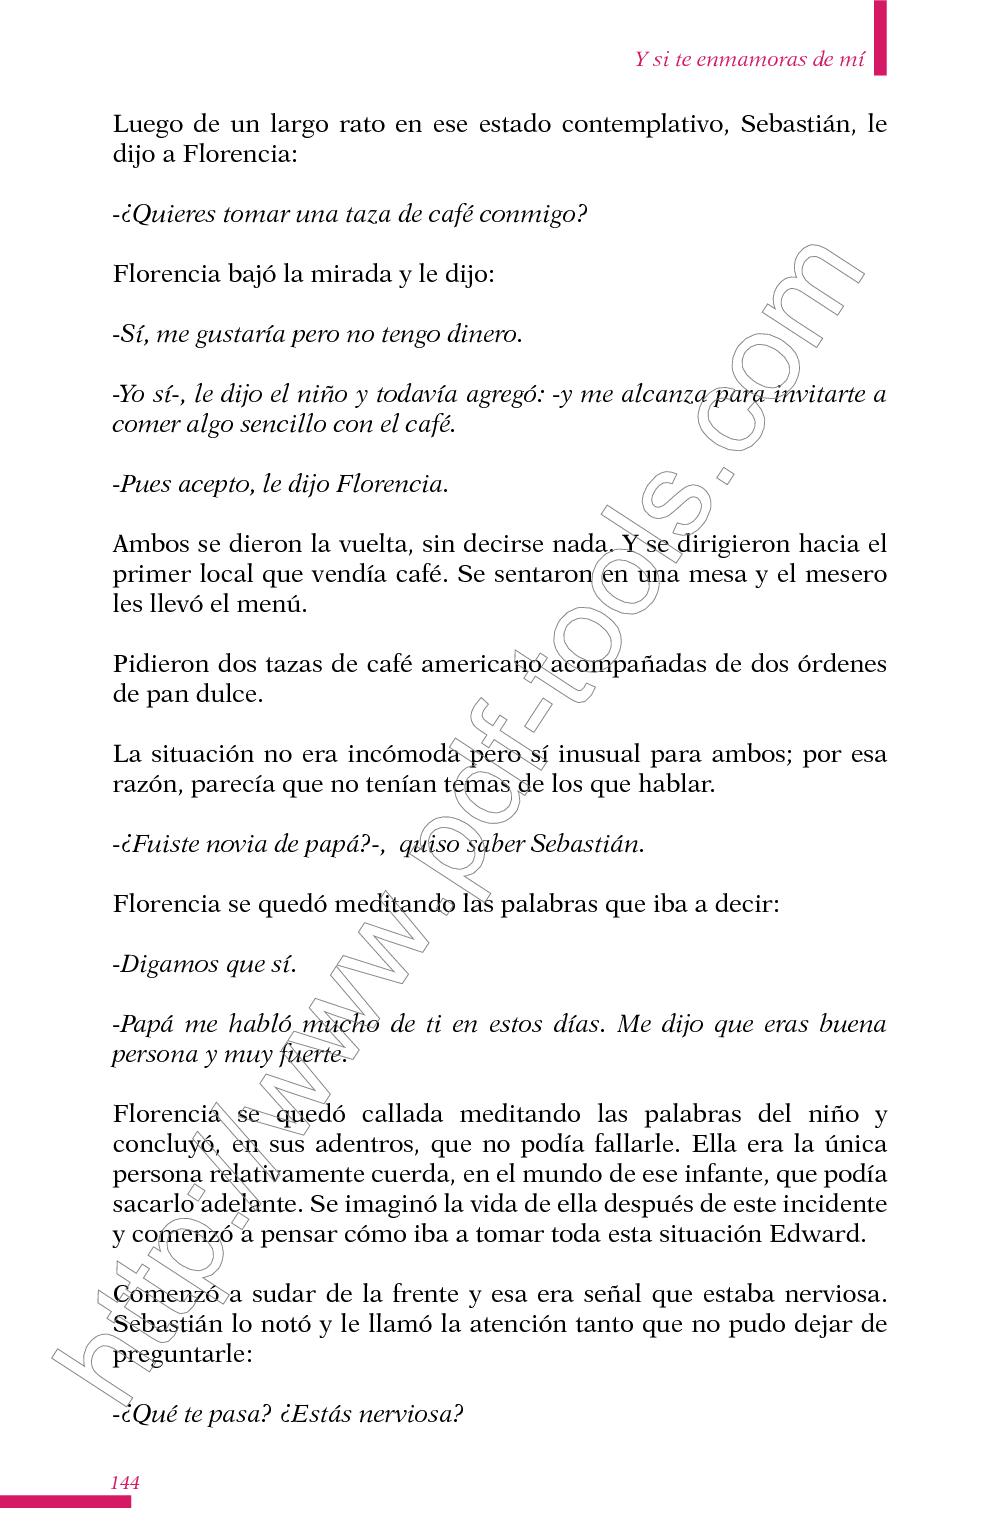 Y si te enmamoras de mí
Luego de un largo rato en ese estado contemplativo, Sebastián, le
dijo a Florencia:
-¿Quieres tomar una taza de café conmigo?
Florencia bajó la mirada y le dijo:
-Sí, me gustaría pero no tengo dinero.
-Yo sí-, le dijo el niño y todavía agregó: -y me alcanza para invitarte a
comer algo sencillo con el café.
-Pues acepto, le dijo Florencia.
Ambos se dieron la vuelta, sin decirse nada. Y se dirigieron hacia el
primer local que vendía café. Se sentaron en una mesa y el mesero
les llevó el menú.
Pidieron dos tazas de café americano acompañadas de dos órdenes
de pan dulce.
La situación no era incómoda pero sí inusual para ambos; por esa
razón, parecía que no tenían temas de los que hablar.
-¿Fuiste novia de papá?-, quiso saber Sebastián.
Florencia se quedó meditando las palabras que iba a decir:
-Digamos que sí.
-Papá me habló mucho de ti en estos días. Me dijo que eras buena
persona y muy fuerte.
Florencia se quedó callada meditando las palabras del niño y
concluyó, en sus adentros, que no podía fallarle. Ella era la única
persona relativamente cuerda, en el mundo de ese infante, que podía
sacarlo adelante. Se imaginó la vida de ella después de este incidente
y comenzó a pensar cómo iba a tomar toda esta situación Edward.
Comenzó a sudar de la frente y esa era señal que estaba nerviosa.
Sebastián lo notó y le llamó la atención tanto que no pudo dejar de
preguntarle:
-¿Qué te pasa? ¿Estás nerviosa?
144
http://www.pdf-tools.com